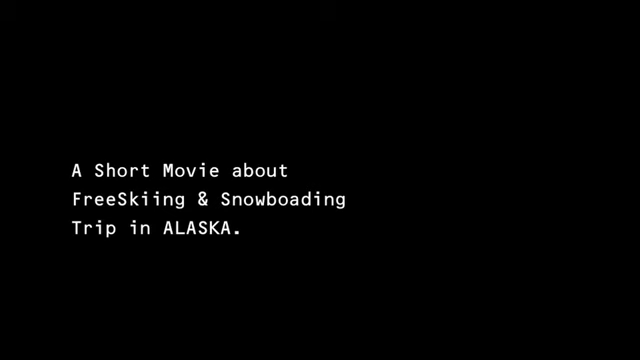 A Short Movie about
FreeSkiing & Snowboading
Trip in ALASKA.